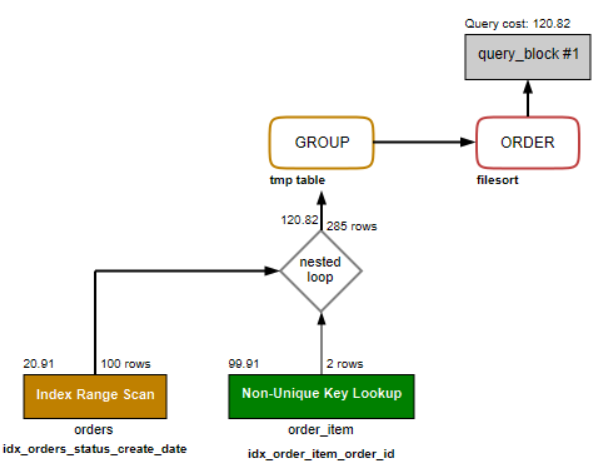 Query cost: 120.82
query_block #1
GROUP
ORDER
tmp table
filesort
120.82
285 rows
nested
loop
20.91
100 rows
99.91
2 rows
Index Range Scan
Non-Unique Key Lookup
orders
order_item
idx_orders_status_create_date
idx_order_item_order_id